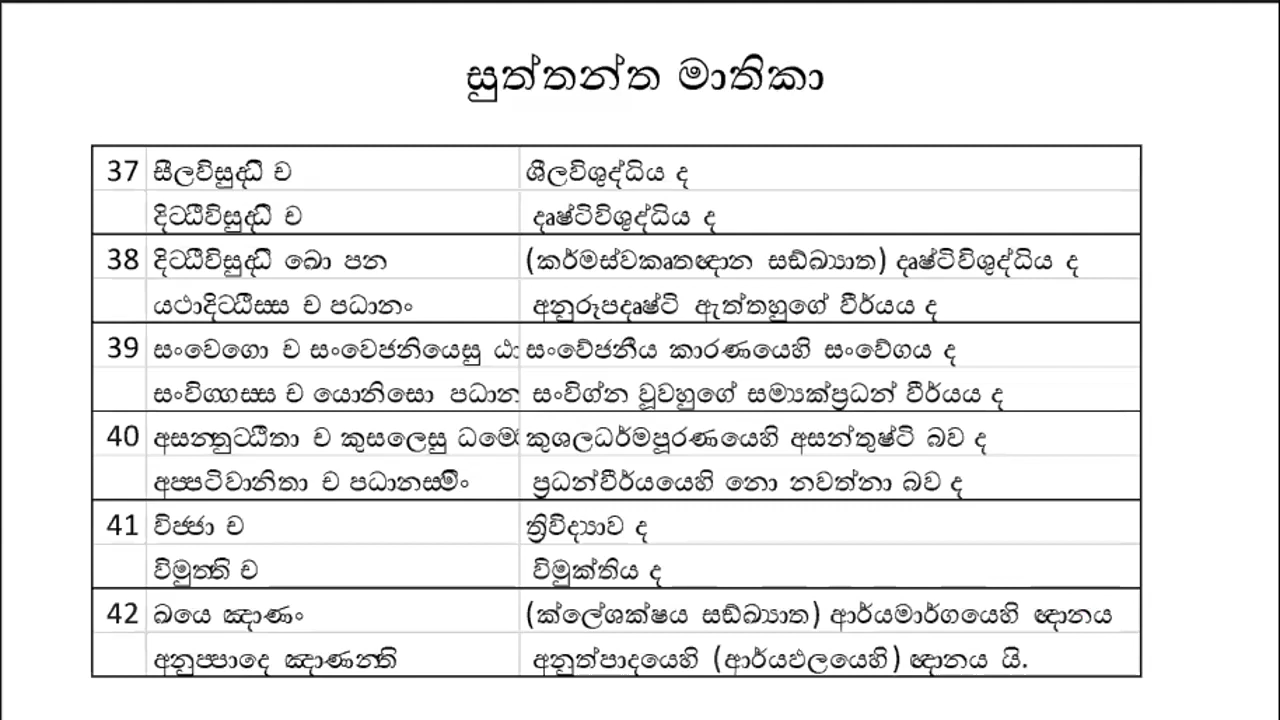 සුත්තන්ත මාතිකා
37 සීලවිසුද්ධි ච ශීලවිශුද්ධිය ද
දිට්ඨිවිසුද්ධි ච දෘෂ්ටිවිශුද්ධිය ද
38 දිට්ඨිවිසුද්ධි ඛො පන (කර්මස්වකෘතඥාන සඞ්ඛ්‍යාත) දෘෂ්ටිවිශුද්ධිය ද
යථාදිට්ඨිස්ස ච පධානං අනුරූපදෘෂ්ටි ඇත්තහුගේ වීර්යය ද
39 සංවෙගො ච සංවෙජනියෙසු ඨා සංවේජනීය කාරණයෙහි සංවේගය ද
සංවිග්ගස්ස ච යොනිසො පධාන සංවිග්න වූවහුගේ සම්‍යක්ප්‍රධන් වීර්යය ද
40 අසන්තුට්ඨිතා ච කුසලෙසු ධම්මෙ කුශලධර්මපූරණයෙහි අසන්තුෂ්ටි බව ද
අප්පටිවානිතා ච පධානස්මිං ප්‍රධන්වීර්යයෙහි නො නවත්නා බව ද
41 විජ්ජා ච ත්‍රිවිද්‍යාව ද
විමුත්ති ච විමුක්තිය ද
42 ඛයෙ ඤාණං (ක්ලේශක්ෂය සඞ්ඛ්‍යාත) ආර්යමාර්ගයෙහි ඥානය
අනුප්පාදෙ ඤාණන්ති අනුත්පාදයෙහි (ආර්යඵලයෙහි) ඥානය යි.